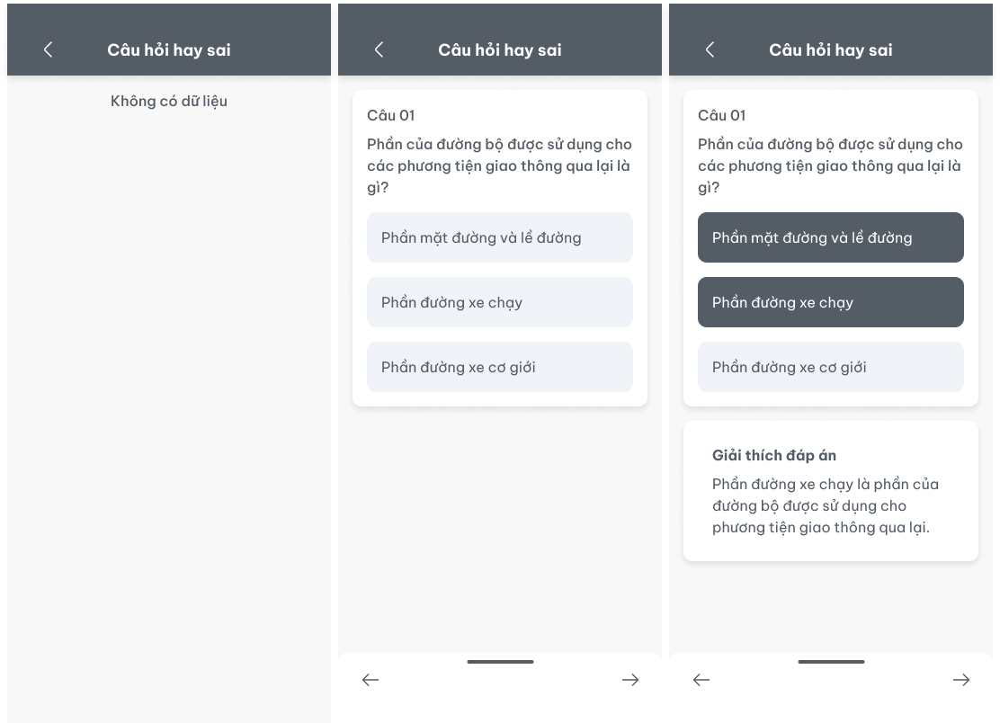 Câu hỏi hay sai
Không có dữ liệu
Câu hỏi hay sai
Câu 01
Phần của đường bộ được sử dụng cho
các phương tiện giao thông qua lại là
gì?
Phần mặt đường và lề đường
Phần đường xe chạy
Phần đường xe cơ giới
Câu hỏi hay sai
Câu 01
Phần của đường bộ được sử dụng cho
các phương tiện giao thông qua lại là
gì?
Phần mặt đường và lề đường
Phần đường xe chạy
Phần đường xe cơ giới
Giải thích đáp án
Phần đường xe chạy là phần của
đường bộ được sử dụng cho
phương tiện giao thông qua lại.